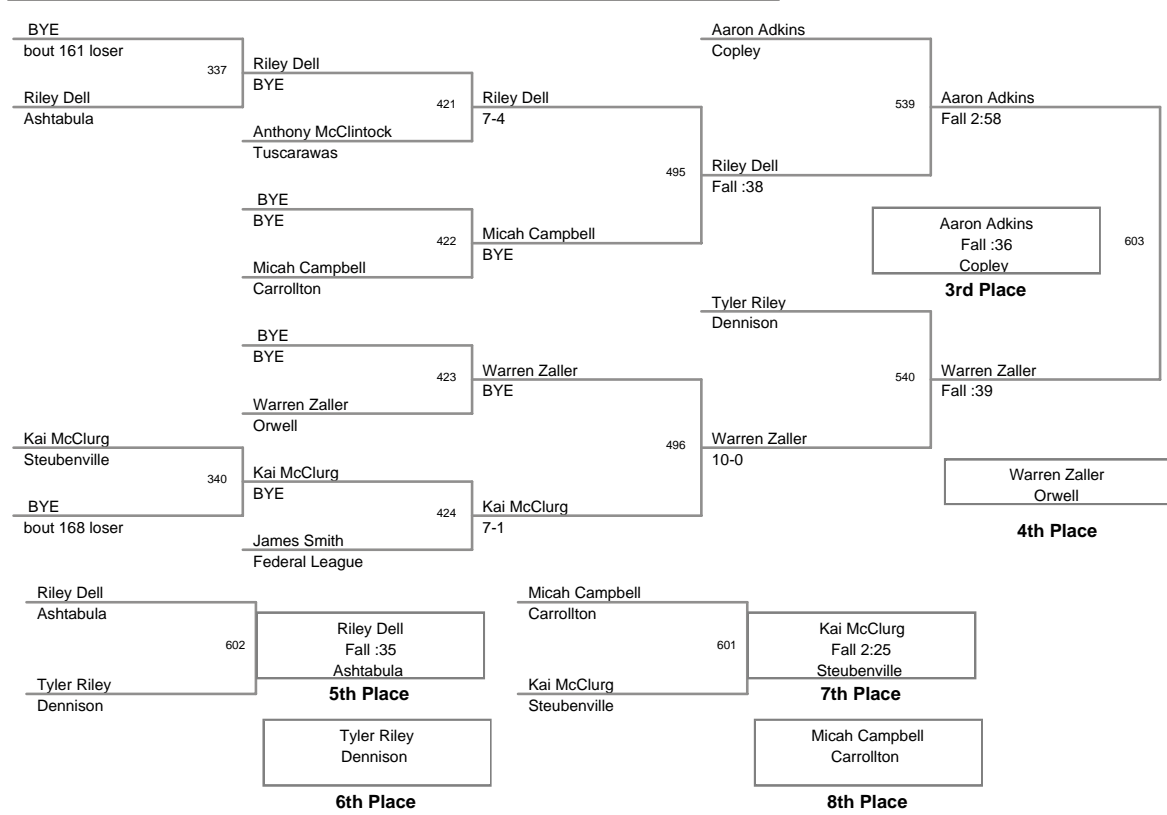 BYE
bout 161 loser
337
Riley Dell
Ashtabula
Riley Dell
BYE
421
Anthony McClintock
Tuscarawas
Riley Dell
7-4
BYE
BYE
422
Micah Campbell
Carrollton
Micah Campbell
BYE
495
Riley Dell
Fall :38
Aaron Adkins
Copley
539
Aaron Adkins
Fall 2:58
603
Aaron Adkins
Fall :36
Copley
3rd Place
BYE
BYE
423
Warren Zaller
Orwell
Warren Zaller
BYE
Kai McClurg
Steubenville
340
BYE
bout 168 loser
Kai McClurg
BYE
424
James Smith
Federal League
Kai McClurg
7-1
496
Warren Zaller
10-0
Tyler Riley
Dennison
540
Warren Zaller
Fall :39
Warren Zaller
Orwell
4th Place
Riley Dell
Ashtabula
602
Tyler Riley
Dennison
Riley Dell
Fall :35
Ashtabula
5th Place
Tyler Riley
Dennison
6th Place
Micah Campbell
Carrollton
601
Kai McClurg
Steubenville
Kai McClurg
Fall 2:25
Steubenville
7th Place
Micah Campbell
Carrollton
8th Place